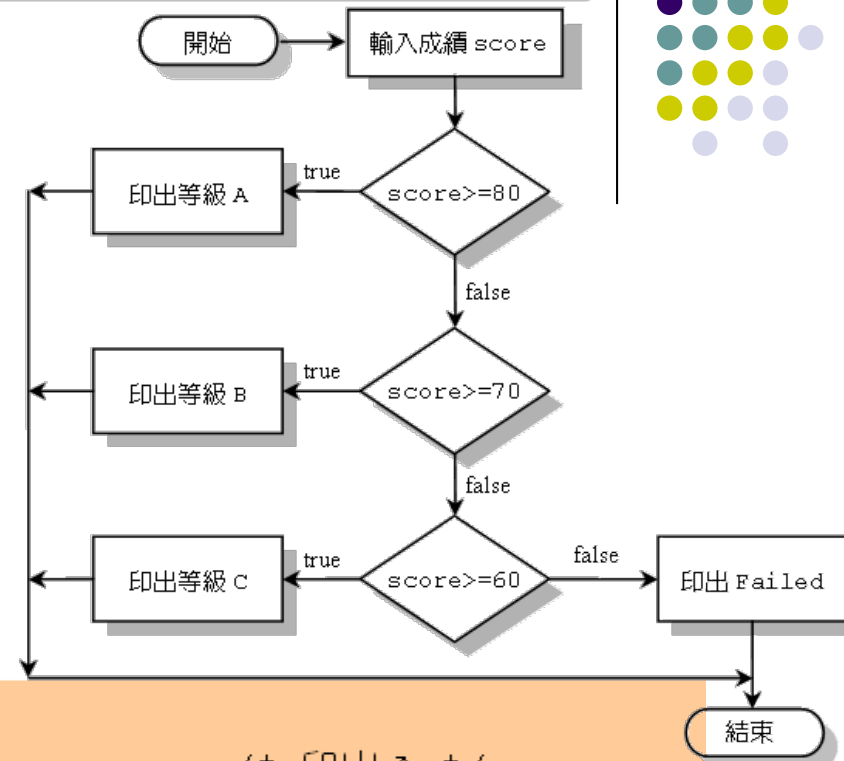 開始
輸入成績 score
score>=80
true
印出等級 A
false
score>=70
true
印出等級 B
false
score>=60
true
印出等級 C
false
印出 Failed
結束